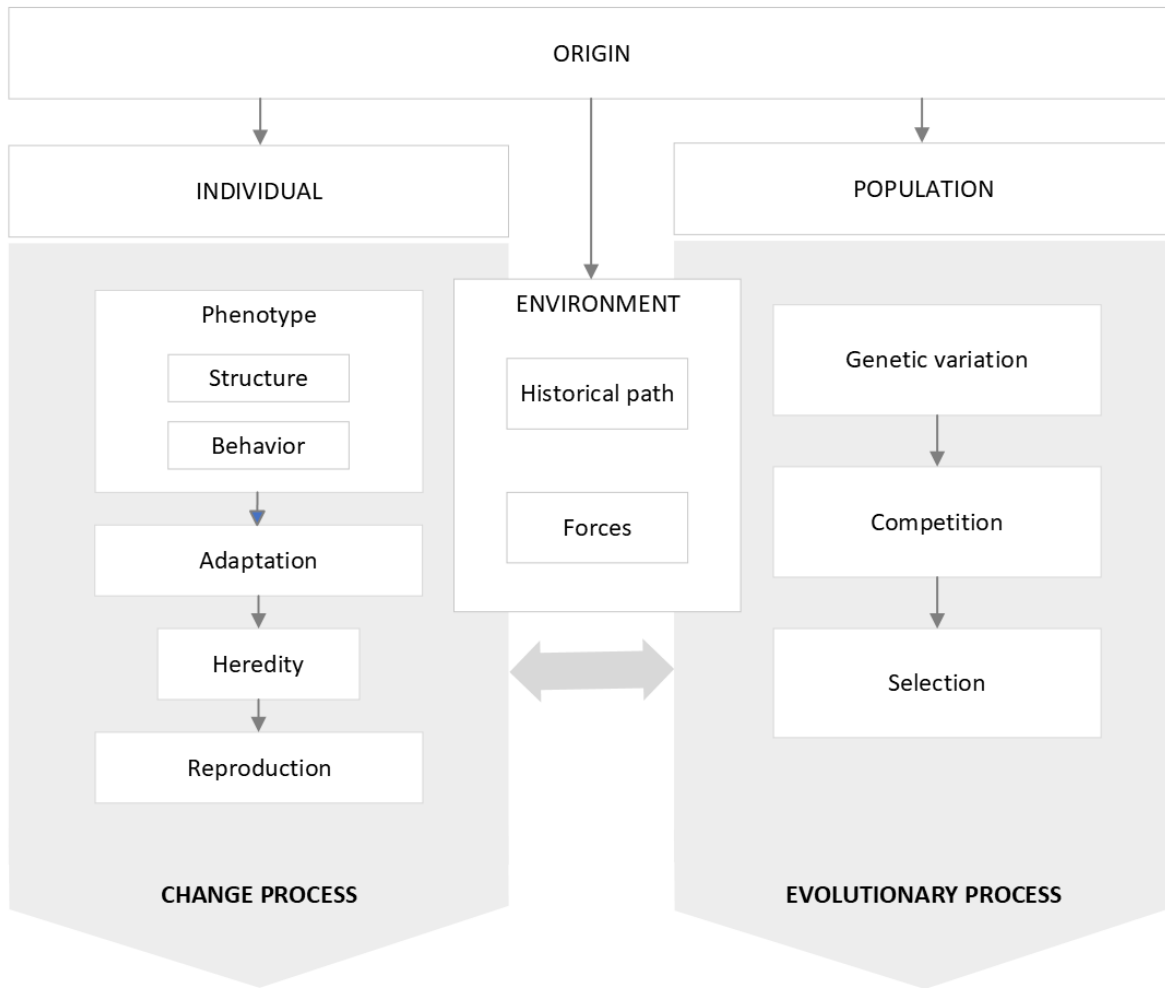 ORIGIN
INDIVIDUAL
POPULATION
Phenotype
Structure
Behavior
Adaptation
Heredity
Reproduction
CHANGE PROCESS
ENVIRONMENT
Historical path
Forces
Genetic variation
Competition
Selection
EVOLUTIONARY PROCESS